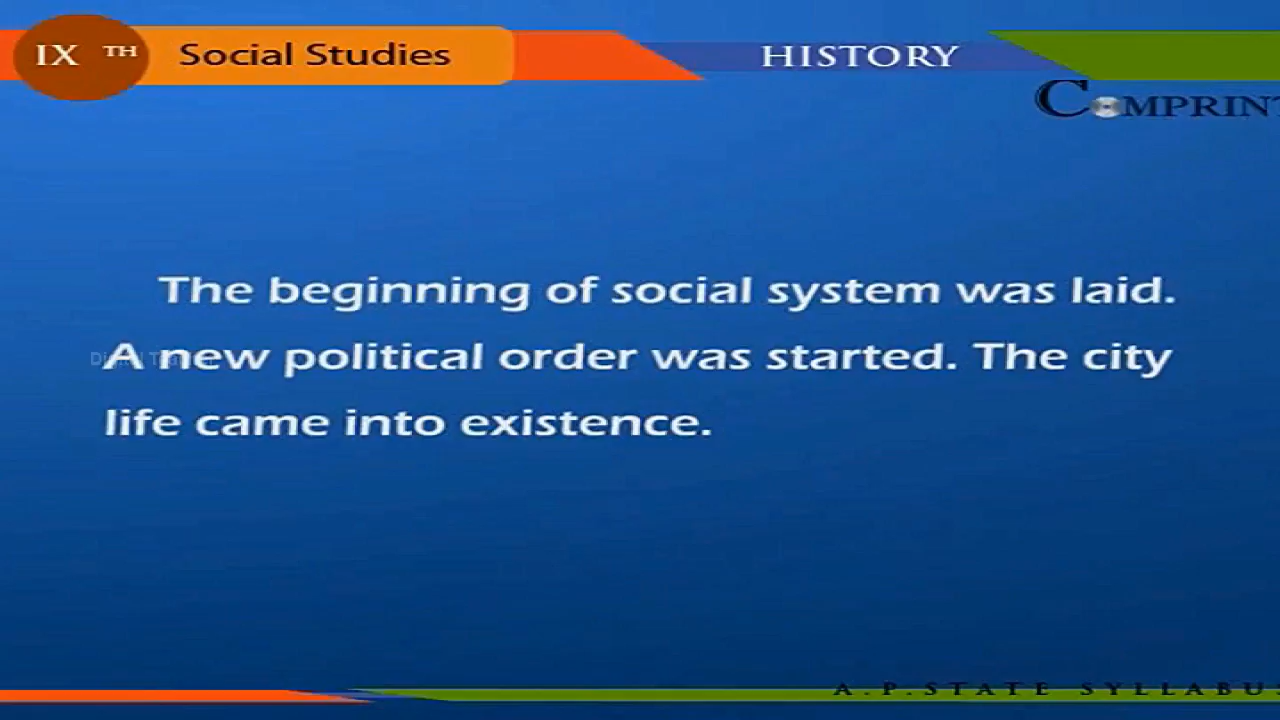 IX TH Social Studies HISTORY
COMPRINT
The beginning of social system was laid.
A new political order was started. The city
life came into existence.
A.P.STATE SYLLABUS